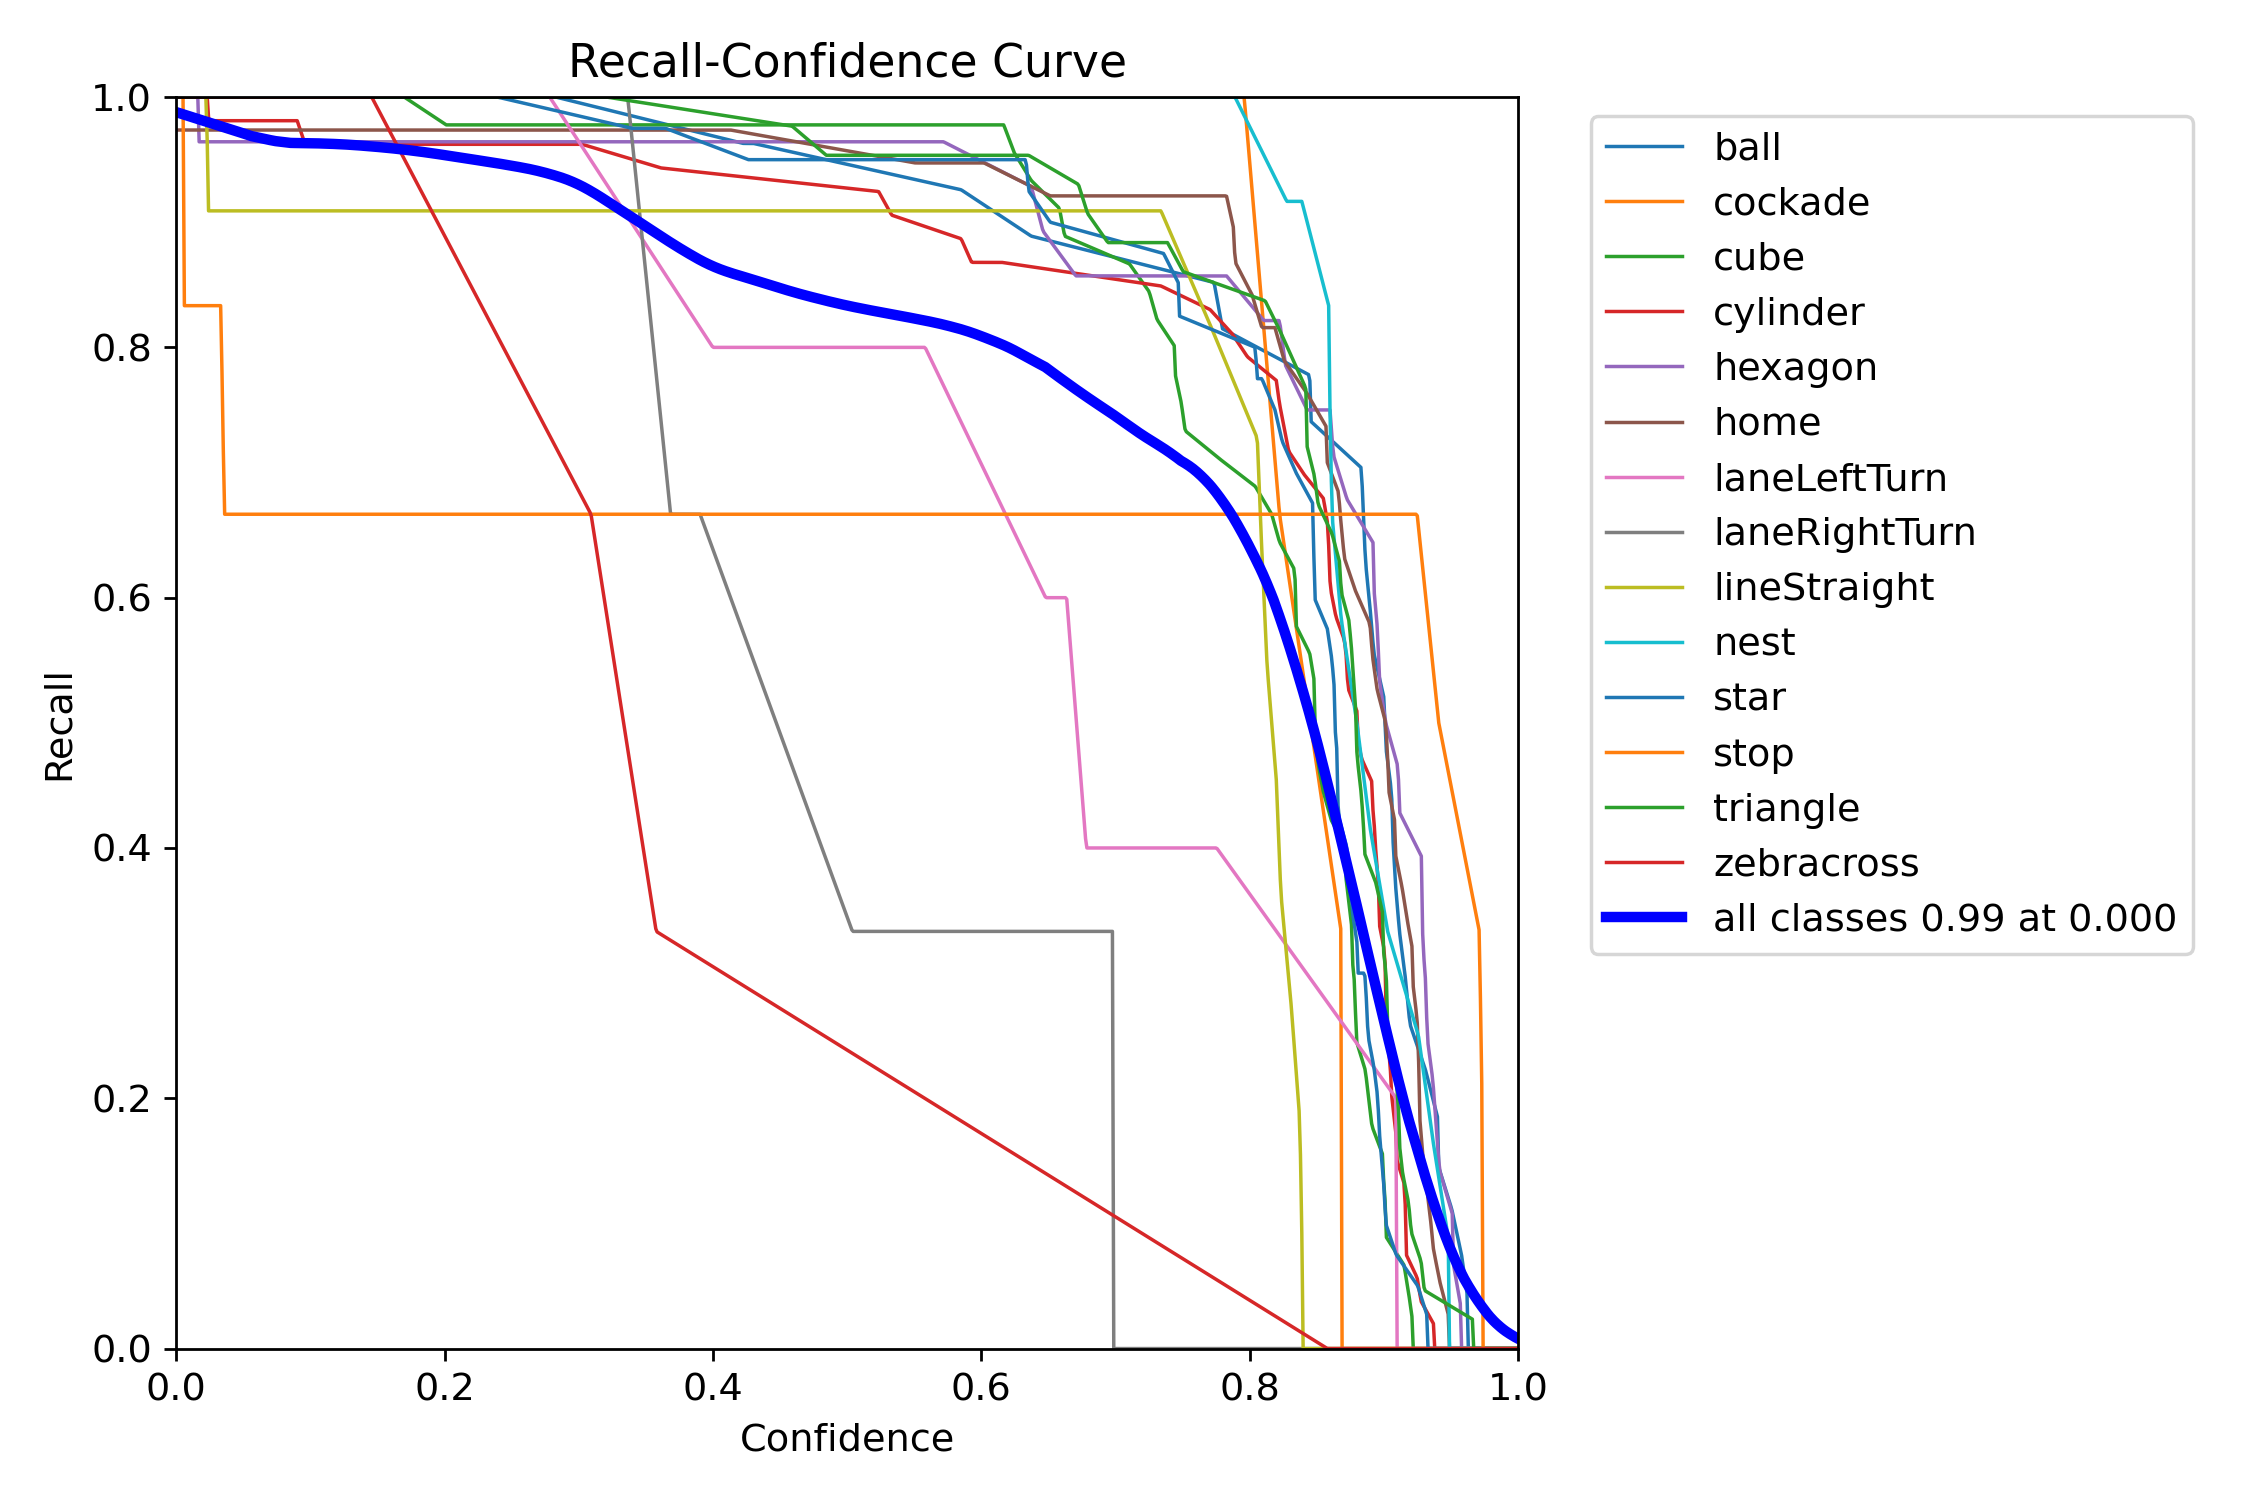 Recall-Confidence Curve
1.0
0.8
0.6
0.4
0.2
0.0
Recall
0.0 0.2 0.4 0.6 0.8 1.0
Confidence
ball
cockade
cube
cylinder
hexagon
home
laneLeftTurn
laneRightTurn
lineStraight
nest
star
stop
triangle
zebracross
all classes 0.99 at 0.000